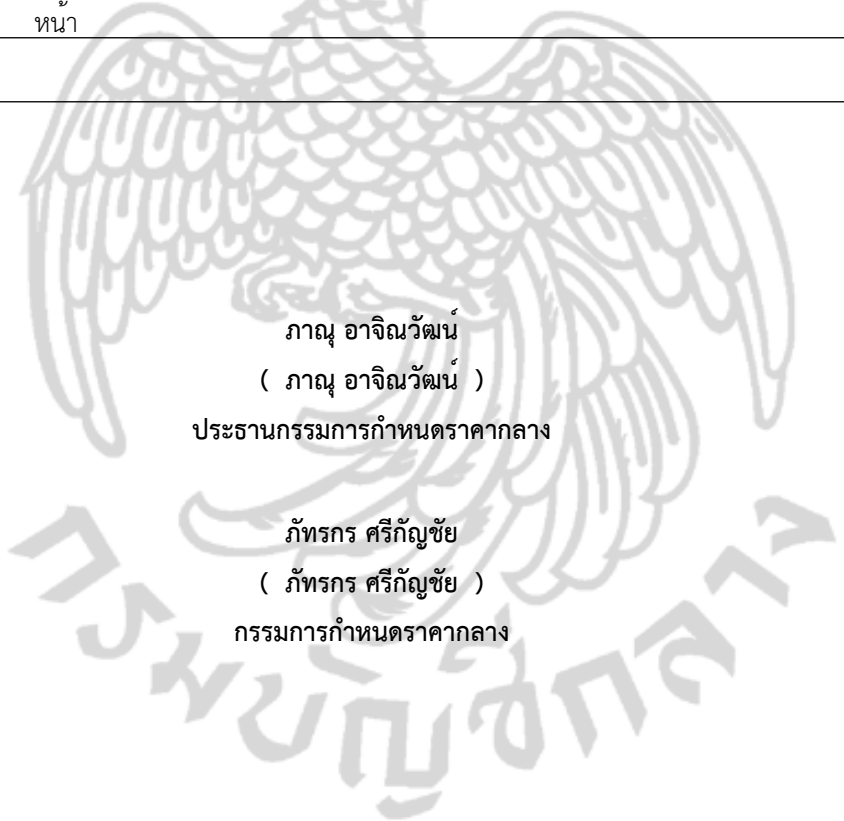 หน้า
ภาณุ อาจิณวัฒน์
( ภาณุ อาจิณวัฒน์ )
ประธานกรรมการกำหนดราคากลาง
ภัทรกร ศรีกัญชัย
( ภัทรกร ศรีกัญชัย )
กรรมการกำหนดราคากลาง
กรมบัญชีกลาง